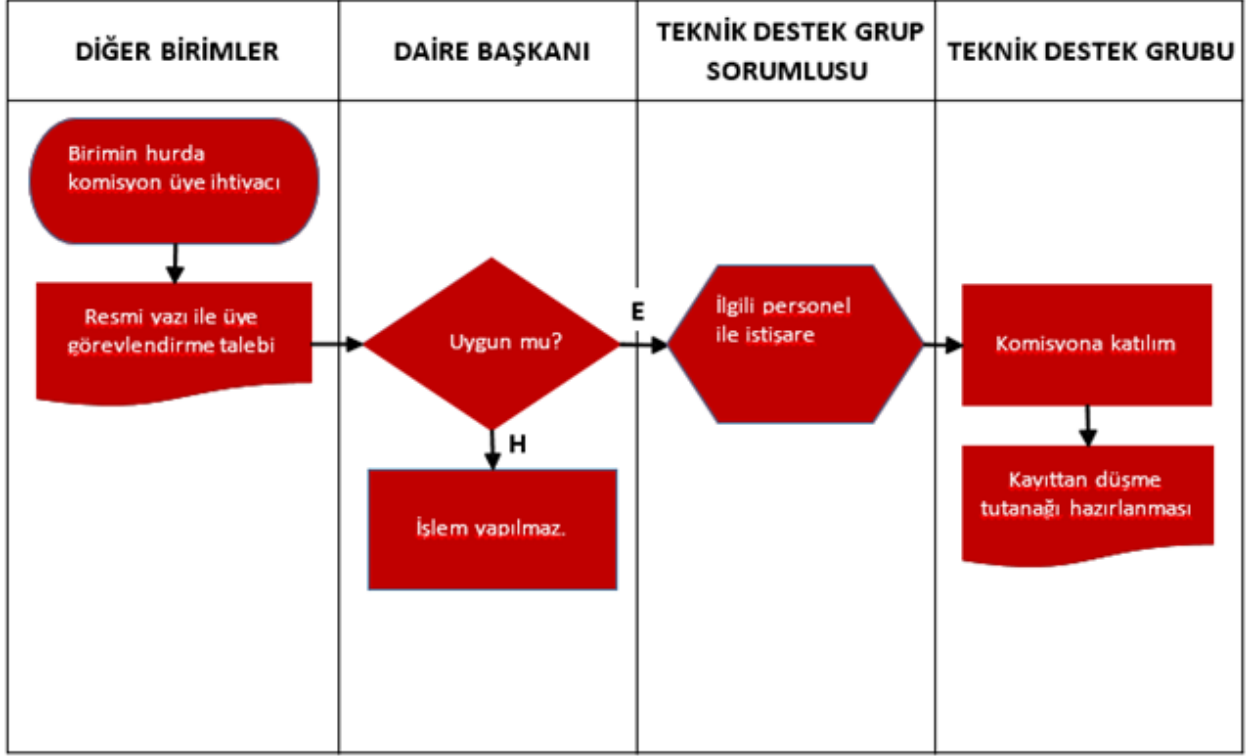 DİĞER BİRİMLER
DAİRE BAŞKANI
TEKNİK DESTEK GRUP
SORUMLUSU
TEKNİK DESTEK GRUBU
Birimin hurda
komisyon üye ihtiyacı
Resmi yazı ile üye
görevlendirme talebi
Uygun mu?
E
H
İşlem yapılmaz.
İlgili personel
ile istişare
Komisyona katılım
Kayıttan düşme
tutanağı hazırlanması